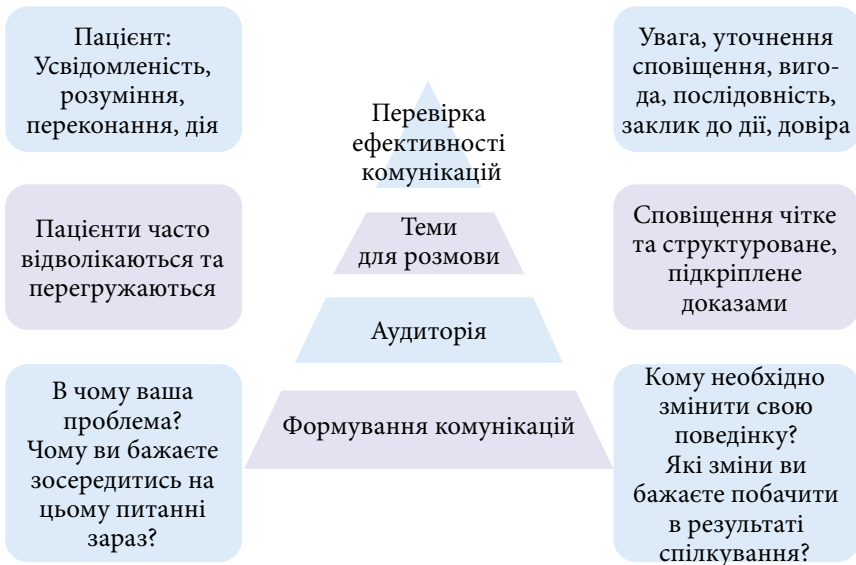 Пацієнт:
Усвідомленість,
розуміння,
переконання, дія
Увага, уточнення
сповіщення, виго-
да, послідовність,
заклик до дії, довіра
Перевірка
ефективності
комунікацій
Пацієнти часто
відволікаються та
перегружаються
Теми
для розмови
Сповіщення чітке
та структуроване,
підкріплене
доказами
Аудиторія
В чому ваша
проблема?
Чому ви бажаєте
зосередитись на
цьому питанні
зараз?
Формування комунікацій
Кому необхідно
змінити свою
поведінку?
Які зміни ви
бажаєте побачити
в результаті
спілкування?